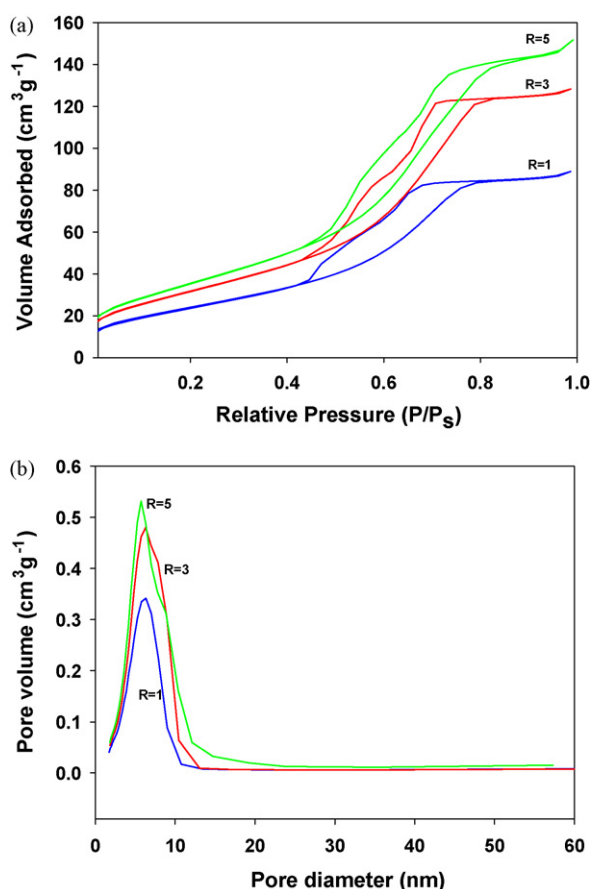 (a)
160
140
120
100
80
60
40
20
0
Volume Adsorbed (cm³g⁻¹)
R=5
R=3
R=1
0.2 0.4 0.6 0.8 1.0
Relative Pressure (P/Pₛ)
(b)
0.6
0.5
0.4
0.3
0.2
0.1
0.0
Pore volume (cm³g⁻¹)
R=5
R=3
R=1
0 10 20 30 40 50 60
Pore diameter (nm)